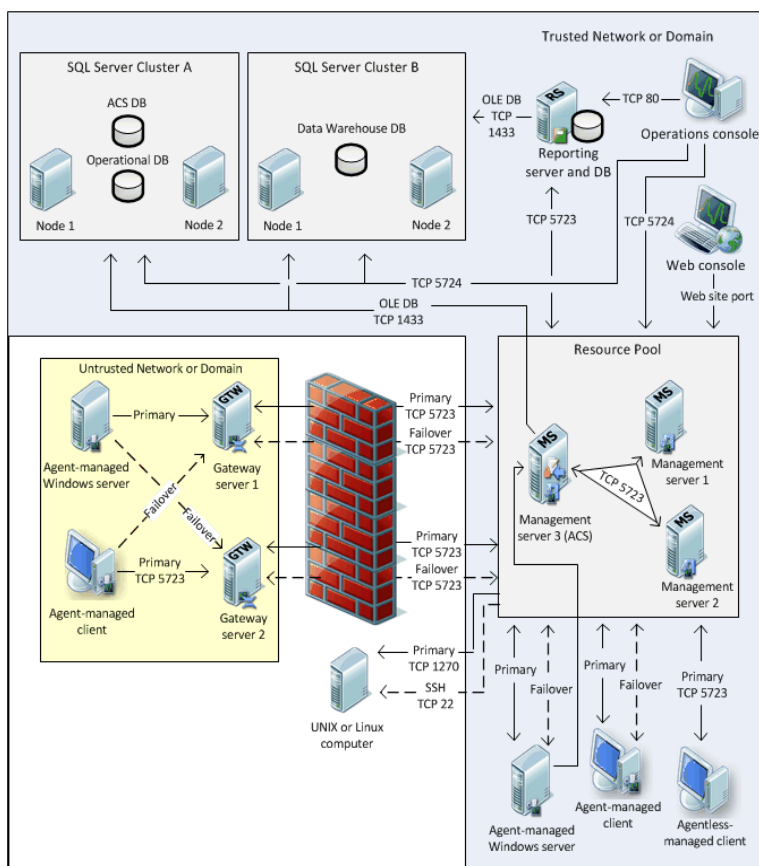 Trusted Network or Domain
SQL Server Cluster A
ACS DB
Operational DB
Node 1
Node 2
SQL Server Cluster B
Data Warehouse DB
Node 1
Node 2
OLE DB
TCP
1433
RS
Reporting
server and DB
TCP 80
Operations console
TCP 5723
TCP 5724
Web console
Web site port
TCP 5724
OLE DB
TCP 1433
Untrusted Network or Domain
Agent-managed
Windows server
Primary
GTW
Gateway
server 1
Failover
Failover
Agent-managed
client
Primary
TCP 5723
GTW
Gateway
server 2
Primary
TCP 5723
Failover
TCP 5723
Primary
TCP 5723
Failover
TCP 5723
Resource Pool
MS
Management
server 3 (ACS)
MS
Management
server 1
TCP 5723
MS
Management
server 2
Primary
TCP 1270
SSH
TCP 22
UNIX or Linux
computer
Primary
Failover
Agent-managed
Windows server
Primary
Failover
Agent-managed
client
Primary
TCP 5723
Agentless-
managed client